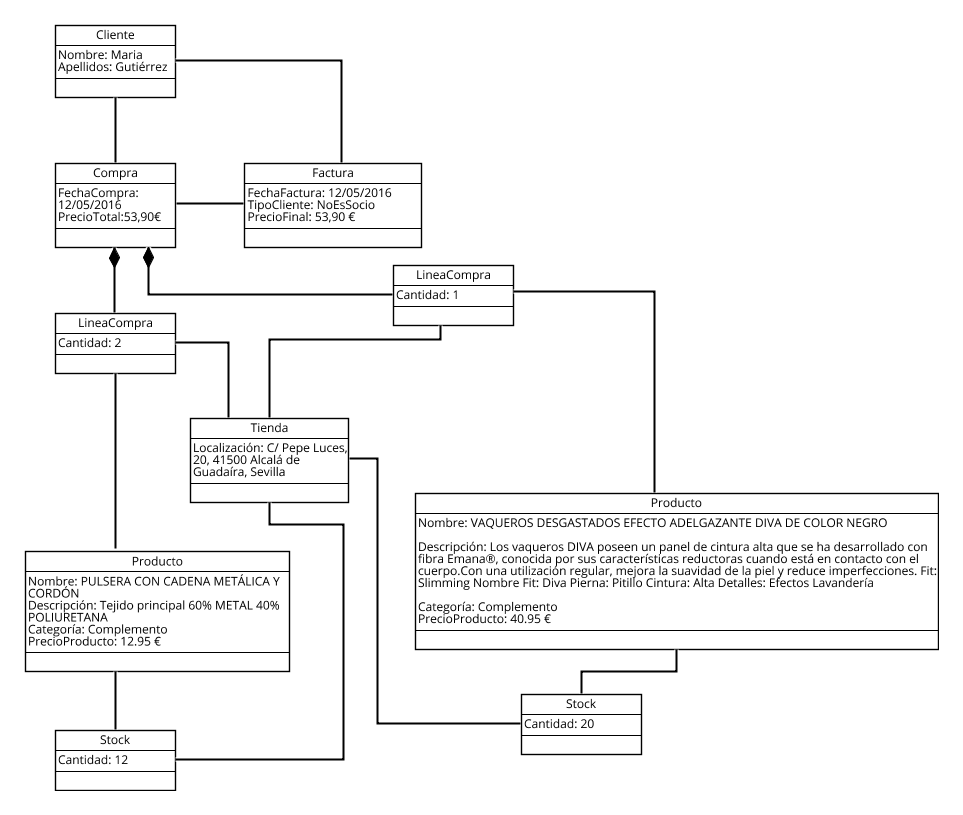 Cliente
Nombre: Maria
Apellidos: Gutiérrez
Compra
FechaCompra:
12/05/2016
PrecioTotal:53,90€
Factura
FechaFactura: 12/05/2016
TipoCliente: NoEsSocio
PrecioFinal: 53,90 €
LineaCompra
Cantidad: 1
LineaCompra
Cantidad: 2
Tienda
Localización: C/ Pepe Luces,
20, 41500 Alcalá de
Guadaíra, Sevilla
Producto
Nombre: VAQUEROS DESGASTADOS EFECTO ADELGAZANTE DIVA DE COLOR NEGRO
Descripción: Los vaqueros DIVA poseen un panel de cintura alta que se ha desarrollado con
fibra Emana®, conocida por sus características reductoras cuando está en contacto con el
cuerpo.Con una utilización regular, mejora la suavidad de la piel y reduce imperfecciones. Fit:
Slimming Nombre Fit: Diva Pierna: Pitillo Cintura: Alta Detalles: Efectos Lavandería
Categoría: Complemento
PrecioProducto: 40.95 €
Producto
Nombre: PULSERA CON CADENA METÁLICA Y
CORDÓN
Descripción: Tejido principal 60% METAL 40%
POLIURETANA
Categoría: Complemento
PrecioProducto: 12.95 €
Stock
Cantidad: 20
Stock
Cantidad: 12